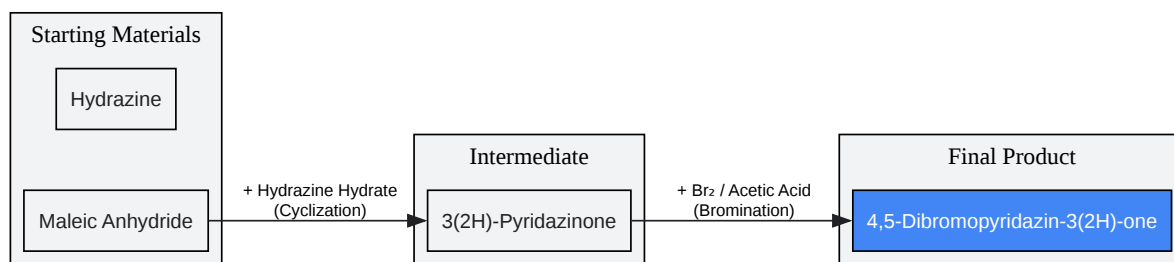 Starting Materials
Hydrazine
Maleic Anhydride
+ Hydrazine Hydrate
(Cyclization)
Intermediate
3(2H)-Pyridazinone
+ Br₂ / Acetic Acid
(Bromination)
Final Product
4,5-Dibromopyridazin-3(2H)-one